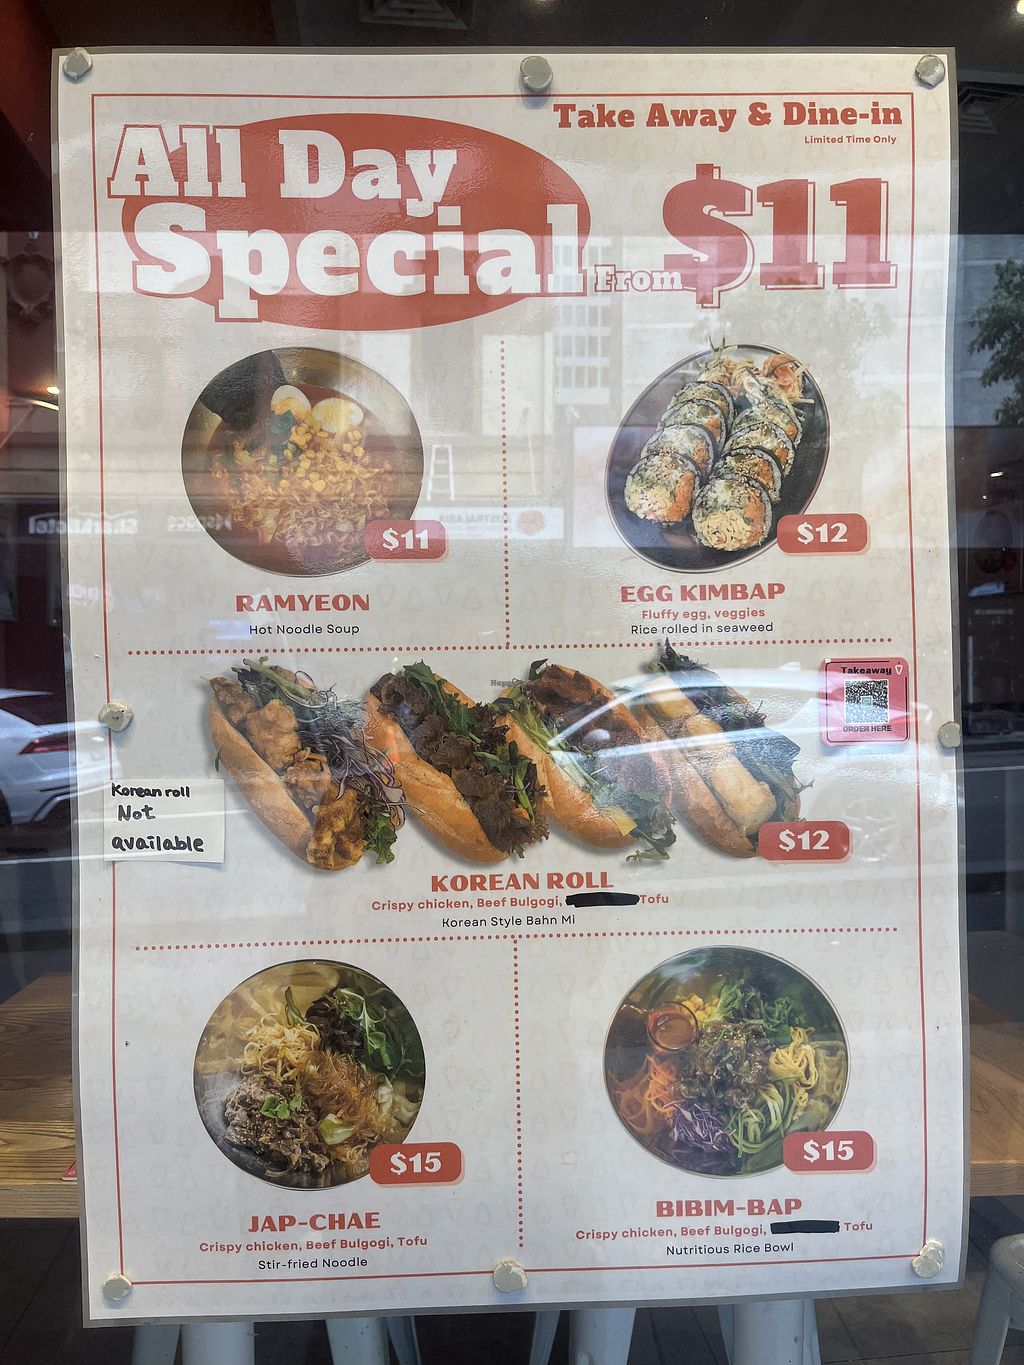 Take Away & Dine-in
Limited Time Only
All Day
Special
From $11
$11
RAMYEON
Hot Noodle Soup
$12
EGG KIMBAP
Fluffy egg, veggies
Rice rolled in seaweed
Takeaway
ORDER HERE
Korean roll
Not
available
$12
KOREAN ROLL
Crispy chicken, Beef Bulgogi, Tofu
Korean Style Bahn Mi
$15
JAP-CHAE
Crispy chicken, Beef Bulgogi, Tofu
Stir-fried Noodle
$15
BIBIM-BAP
Crispy chicken, Beef Bulgogi, Tofu
Nutritious Rice Bowl